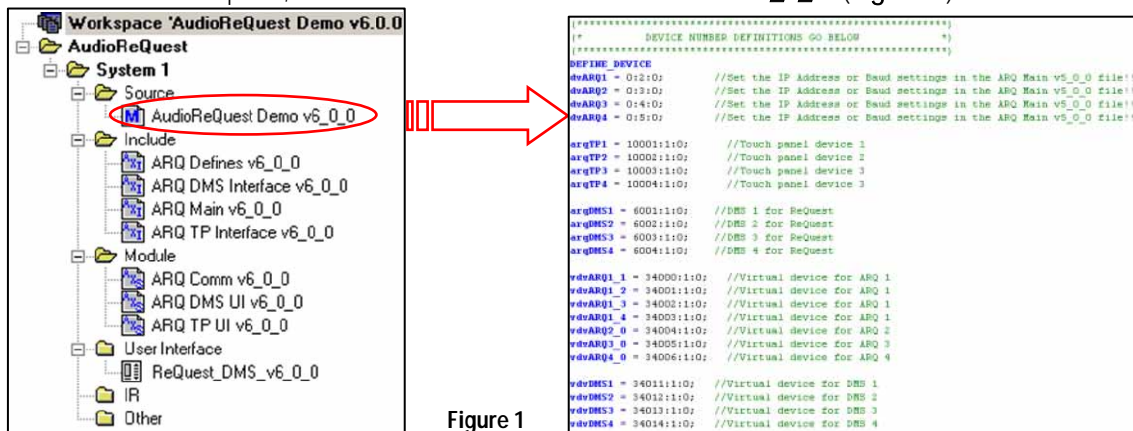 Workspace 'AudioReQuest Demo v6.0.0
AudioReQuest
System 1
Source
AudioReQuest Demo v6_0_0
Include
ARQ Defines v6_0_0
ARQ DMS Interface v6_0_0
ARQ Main v6_0_0
ARQ TP Interface v6_0_0
Module
ARQ Comm v6_0_0
ARQ DMS UI v6_0_0
ARQ TP UI v6_0_0
User Interface
ReQuest_DMS_v6_0_0
IR
Other
Figure 1
(* DEVICE NUMBER DEFINITIONS GO BELOW *)
DEFINE_DEVICE
dvARQ1 = 0:2:0; //Set the IP Address or Baud settings in the ARQ Main v5_0_0 file!!
dvARQ2 = 0:3:0; //Set the IP Address or Baud settings in the ARQ Main v5_0_0 file!!
dvARQ3 = 0:4:0; //Set the IP Address or Baud settings in the ARQ Main v5_0_0 file!!
dvARQ4 = 0:5:0; //Set the IP Address or Baud settings in the ARQ Main v5_0_0 file!!
arqTP1 = 10001:1:0; //Touch panel device 1
arqTP2 = 10002:1:0; //Touch panel device 2
arqTP3 = 10003:1:0; //Touch panel device 3
arqTP4 = 10004:1:0; //Touch panel device 3
arqDMS1 = 6001:1:0; //DMS 1 for ReQuest
arqDMS2 = 6002:1:0; //DMS 2 for ReQuest
arqDMS3 = 6003:1:0; //DMS 3 for ReQuest
arqDMS4 = 6004:1:0; //DMS 4 for ReQuest
vdvARQ1_1 = 34000:1:0; //Virtual device for ARQ 1
vdvARQ1_2 = 34001:1:0; //Virtual device for ARQ 1
vdvARQ1_3 = 34002:1:0; //Virtual device for ARQ 1
vdvARQ1_4 = 34003:1:0; //Virtual device for ARQ 1
vdvARQ2_0 = 34004:1:0; //Virtual device for ARQ 2
vdvARQ3_0 = 34005:1:0; //Virtual device for ARQ 3
vdvARQ4_0 = 34006:1:0; //Virtual device for ARQ 4
vdvDMS1 = 34011:1:0; //Virtual device for DMS 1
vdvDMS2 = 34012:1:0; //Virtual device for DMS 2
vdvDMS3 = 34013:1:0; //Virtual device for DMS 3
vdvDMS4 = 34014:1:0; //Virtual device for DMS 4